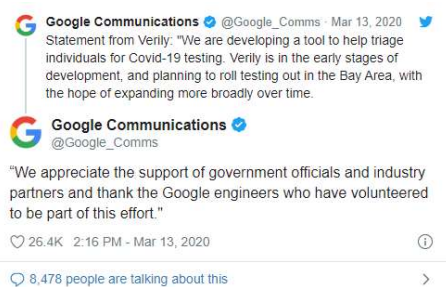 Google Communications @Google_Comms · Mar 13, 2020
Statement from Verily: "We are developing a tool to help triage
individuals for Covid-19 testing. Verily is in the early stages of
development, and planning to roll testing out in the Bay Area, with
the hope of expanding more broadly over time.
Google Communications
@Google_Comms
“We appreciate the support of government officials and industry
partners and thank the Google engineers who have volunteered
to be part of this effort."
26.4K 2:16 PM - Mar 13, 2020
8,478 people are talking about this